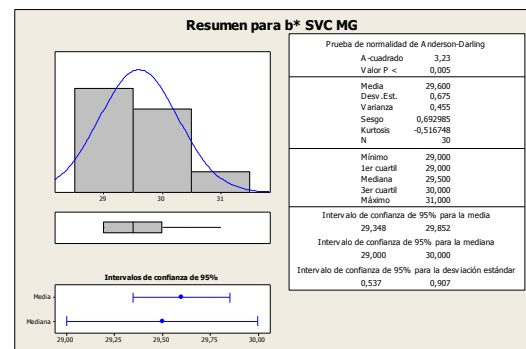 Resumen para b* SVC MG
Prueba de normalidad de Anderson-Darling
A-cuadrado 3,23
Valor P < 0,005
Media 29,600
Desv.Est. 0,675
Varianza 0,455
Sesgo 0,692985
Kurtosis -0,516748
N 30
Mínimo 29,000
1er cuartil 29,000
Mediana 29,500
3er cuartil 30,000
Máximo 31,000
Intervalo de confianza de 95% para la media
29,348 29,852
Intervalo de confianza de 95% para la mediana
29,000 30,000
Intervalo de confianza de 95% para la desviación estándar
0,537 0,907
29 30 31
Intervalos de confianza de 95%
Media
Mediana
29,00 29,25 29,50 29,75 30,00